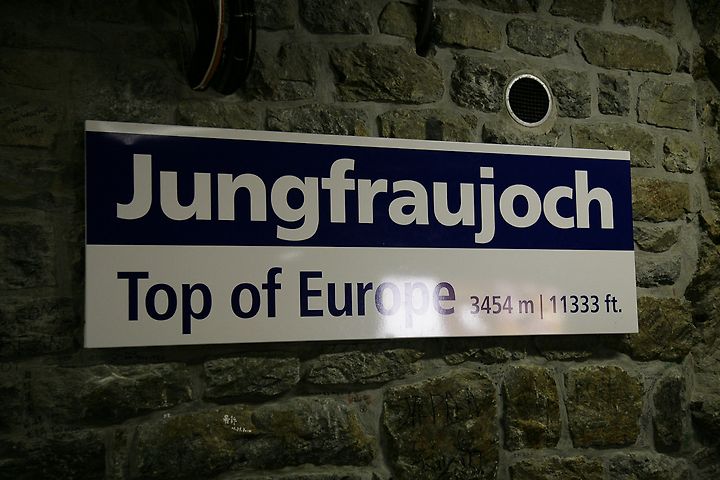 Jungfraujoch
Top of Europe 3454 m | 11333 ft.